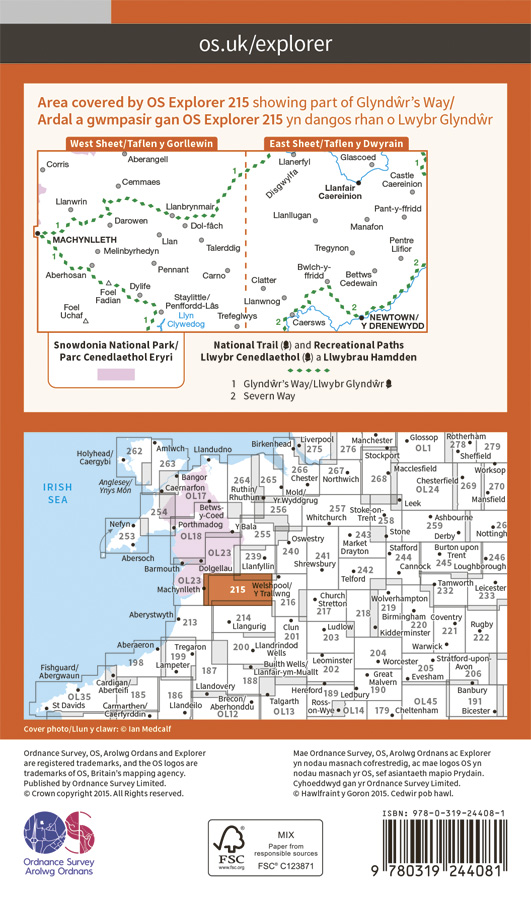 os.uk/explorer
Area covered by OS Explorer 215 showing part of Glyndŵr's Way/
Ardal a gwmpasir gan OS Explorer 215 yn dangos rhan o Lwybr Glyndŵr
West Sheet/Taflen y Gorllewin
East Sheet/Taflen y Dwyrain
Corris
Aberangell
Cemmaes
Llanwrin
Llanbrynmair
Darowen
Dol-fâch
MACHYNLLETH
Llan
Talerddig
Melinbyrhedyn
Aberhosan
Pennant
Carno
Foel
Fadian
Dylife
Foel
Uchaf
Staylittle/
Penffordd-Lâs
Llyn
Clywedog
Trefeglwys
1
1
1
1
Llanerfyl
Glascoed
Disgwylfa
Llanfair
Caereinion
Castle
Caereinion
Llanllugan
Pant-y-ffridd
Manafon
Tregynon
Pentre
Llifior
Bwlch-y-
ffridd
Bettws
Cedewain
Clatter
Llanwnog
Caersws
NEWTOWN/
Y DRENEWYDD
2
2
2
Snowdonia National Park/
Parc Cenedlaethol Eryri
National Trail () and Recreational Paths
Llwybr Cenedlaethol () a Llwybrau Hamdden
1 Glyndŵr's Way/Llwybr Glyndŵr
2 Severn Way
IRISH
SEA
Holyhead/
Caergybi
262
Amlwch
263
Llandudno
Birkenhead
Liverpool
275
276
Manchester
Glossop
OL1
Rotherham
278
279
Sheffield
Anglesey/
Ynys Môn
Bangor
Caernarfon
OL17
264
Ruthin/
Rhuthun
265
266
Chester
267
Northwich
Stockport
268
Macclesfield
Chesterfield
OL24
Worksop
269
270
Mansfield
Mold/
Yr Wyddgrug
Betws-
y-Coed
254
256
257
Stoke-on-
Trent
258
Leek
Nefyn
253
Porthmadog
OL18
Y Bala
255
Whitchurch
Ashbourne
259
Derby
26
Nottingh
Stone
Abersoch
OL23
239
Llanfyllin
Oswestry
240
243
Market
Drayton
Stafford
244
Cannock
Burton upon
Trent
245
246
Loughborough
Barmouth
Dolgellau
OL23
Machynlleth
215
Welshpool/
Y Trallwng
216
241
Shrewsbury
242
Telford
Tamworth
232
Leicester
233
Aberystwyth
213
214
Llangurig
Church
Stretton
217
218
Wolverhampton
219
Birmingham
220
Kidderminster
Coventry
221
Rugby
222
Clun
201
Ludlow
203
Aberaeron
198
Tregaron
199
Lampeter
200
Llandrindod
Wells
Leominster
202
204
Worcester
Warwick
205
Stratford-upon-
Avon
206
Evesham
Fishguard/
Abergwaun
Cardigan/
Aberteifi
187
Builth Wells/
Llanfair-ym-Muallt
188
Great
Malvern
190
Banbury
191
Bicester
OL35
St Davids
185
186
Llandovery
Hereford
189
Ledbury
OL45
Carmarthen/
Caerfyrddin
Llandeilo
Brecon/
Aberhonddu
OL12
Talgarth
OL13
Ross-
on-Wye
OL14
179
Cheltenham
Cover photo/Llun y clawr: © Ian Medcalf
Ordnance Survey, OS, Arolwg Ordans and Explorer
are registered trademarks, and the OS logos are
trademarks of OS, Britain's mapping agency.
Published by Ordnance Survey Limited.
© Crown copyright 2015. All Rights reserved.
Mae Ordnance Survey, OS, Arolwg Ordnans ac Explorer
yn nodau masnach cofrestredig, ac mae logos OS yn
nodau masnach yr OS, sef asiantaeth mapio Prydain.
Cyhoeddwyd gan yr Ordnance Survey Limited.
© Hawlfraint y Goron 2015. Cedwir pob hawl.
Ordnance Survey
Arolwg Ordnans
FSC
www.fsc.org
MIX
Paper from
responsible sources
FSC® C123871
ISBN: 978-0-319-24408-1
9 780319 244081